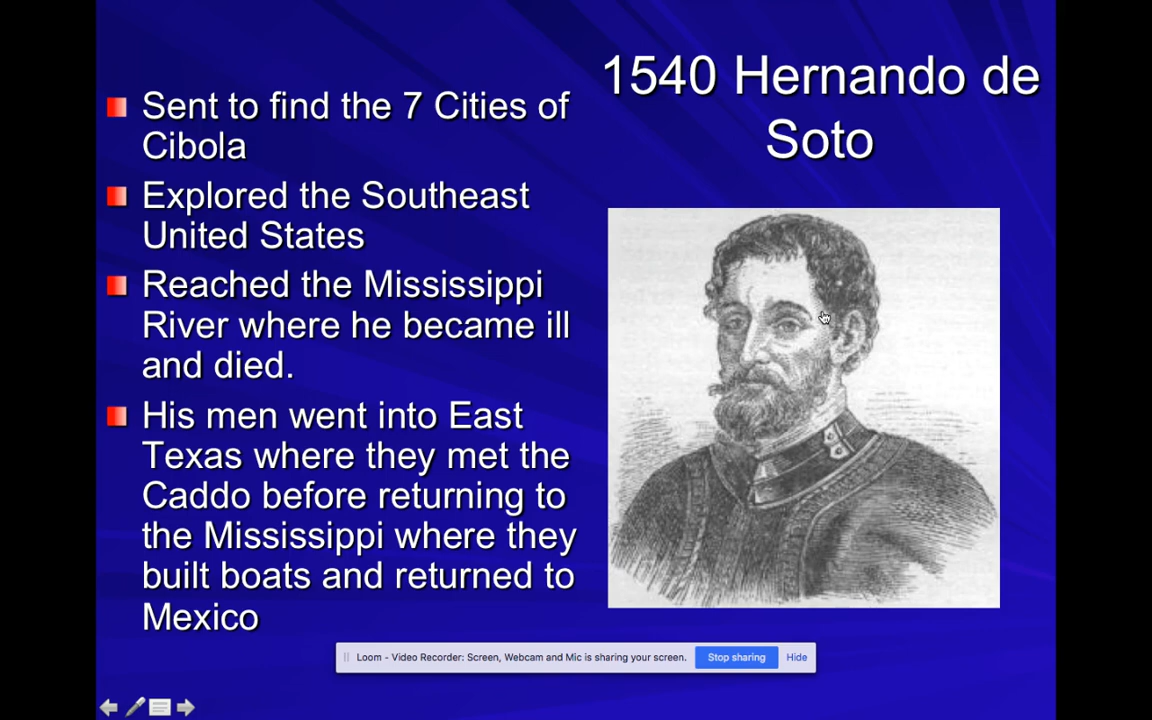 1540 Hernando de
Soto
Sent to find the 7 Cities of
Cibola
Explored the Southeast
United States
Reached the Mississippi
River where he became ill
and died.
His men went into East
Texas where they met the
Caddo before returning to
the Mississippi where they
built boats and returned to
Mexico
Loom - Video Recorder: Screen, Webcam and Mic is sharing your screen. Stop sharing Hide